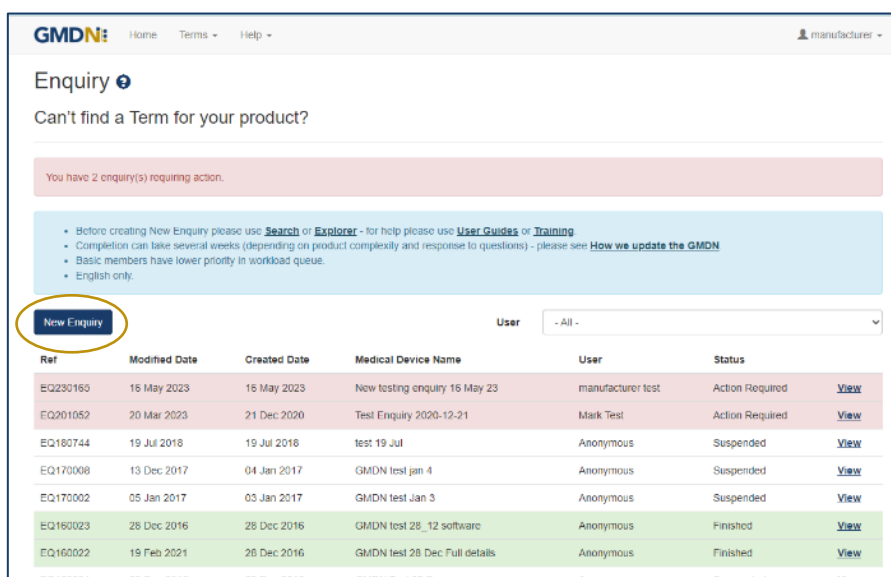 GMDN Home Terms Help manufacturer
Enquiry ?
Can't find a Term for your product?
You have 2 enquiry(s) requiring action.
• Before creating New Enquiry please use Search or Explorer - for help please use User Guides or Training.
• Completion can take several weeks (depending on product complexity and response to questions) - please see How we update the GMDN
• Basic members have lower priority in workload queue.
• English only.
New Enquiry User - All -
Ref Modified Date Created Date Medical Device Name User Status
EQ230165 16 May 2023 16 May 2023 New testing enquiry 16 May 23 manufacturer test Action Required View
EQ201052 20 Mar 2023 21 Dec 2020 Test Enquiry 2020-12-21 Mark Test Action Required View
EQ180744 19 Jul 2018 19 Jul 2018 test 19 Jul Anonymous Suspended View
EQ170008 13 Dec 2017 04 Jan 2017 GMDN test jan 4 Anonymous Suspended View
EQ170002 05 Jan 2017 03 Jan 2017 GMDN test Jan 3 Anonymous Suspended View
EQ160023 28 Dec 2016 28 Dec 2016 GMDN test 28_12 software Anonymous Finished View
EQ160022 19 Feb 2021 28 Dec 2016 GMDN test 28 Dec Full details Anonymous Finished View